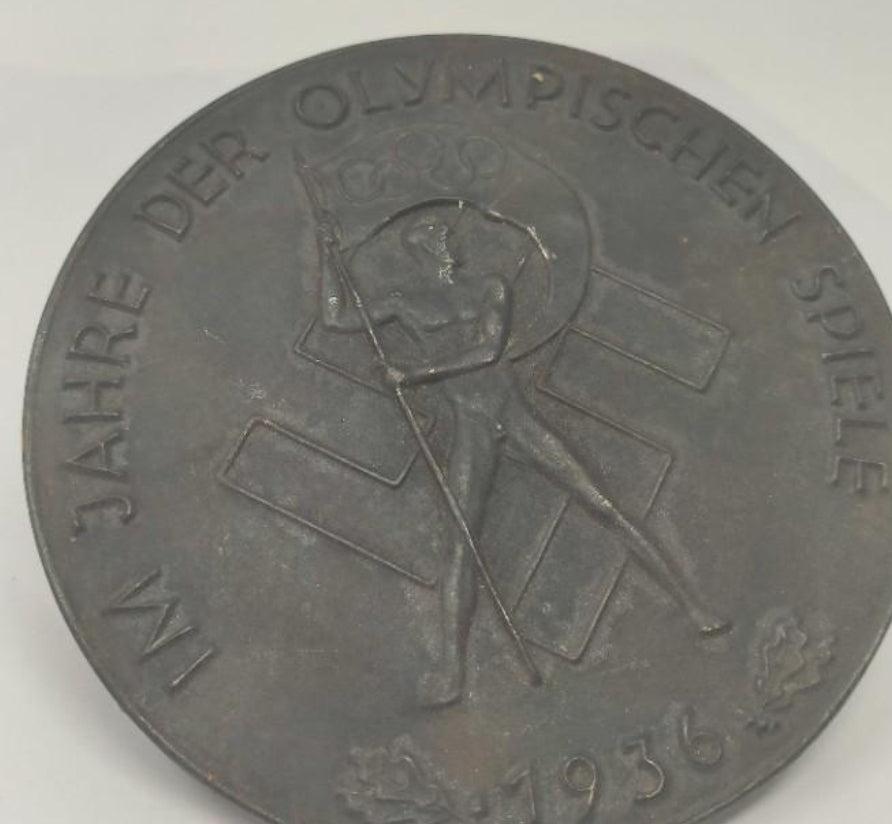 IM JAHRE DER OLYMPISCHEN SPIELE
1936